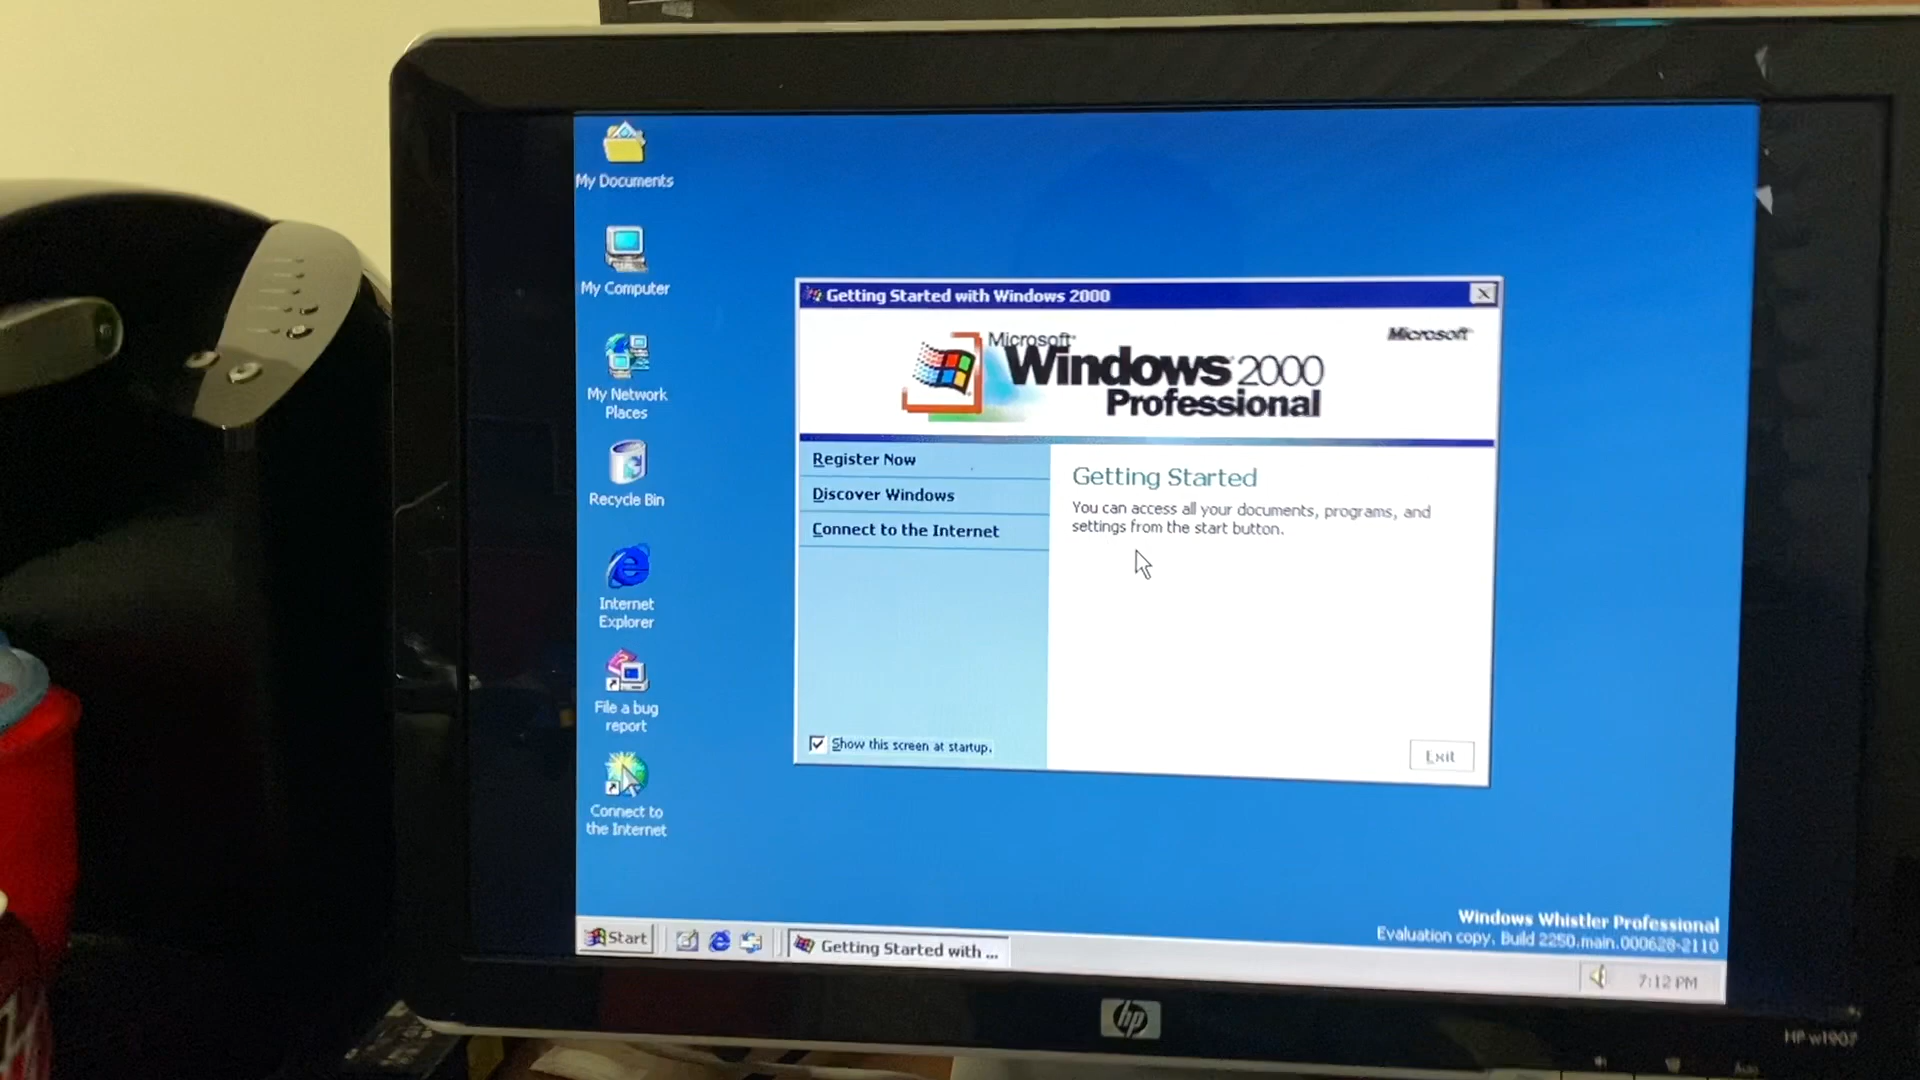 My Documents
My Computer
My Network
Places
Recycle Bin
Internet
Explorer
File a bug
report
Connect to
the Internet
Getting Started with Windows 2000
Microsoft
Microsoft
Windows 2000
Professional
Register Now
Discover Windows
Connect to the Internet
Getting Started
You can access all your documents, programs, and
settings from the start button.
Show this screen at startup.
Exit
Windows Whistler Professional
Evaluation copy. Build 2250.main.000628-2110
Start
Getting Started with ...
7:12 PM
hp
HP w1907
Auto